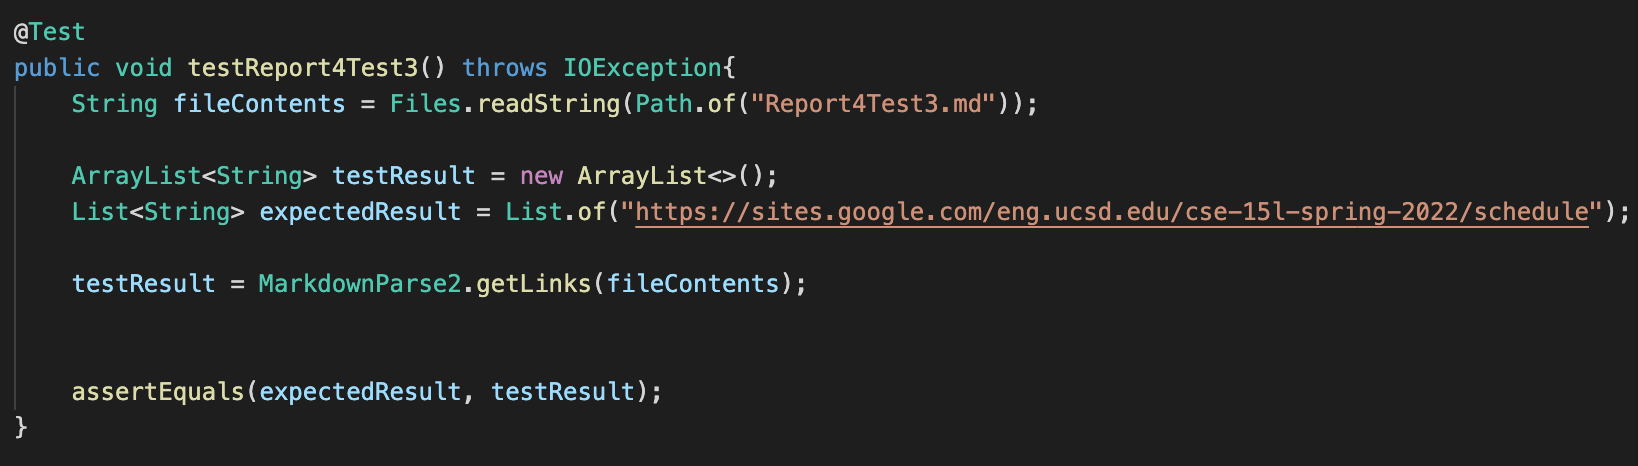 @Test
public void testReport4Test3() throws IOException{
String fileContents = Files.readString(Path.of("Report4Test3.md"));
ArrayList<String> testResult = new ArrayList<>();
List<String> expectedResult = List.of("https://sites.google.com/eng.ucsd.edu/cse-15l-spring-2022/schedule");
testResult = MarkdownParse2.getLinks(fileContents);
assertEquals(expectedResult, testResult);
}